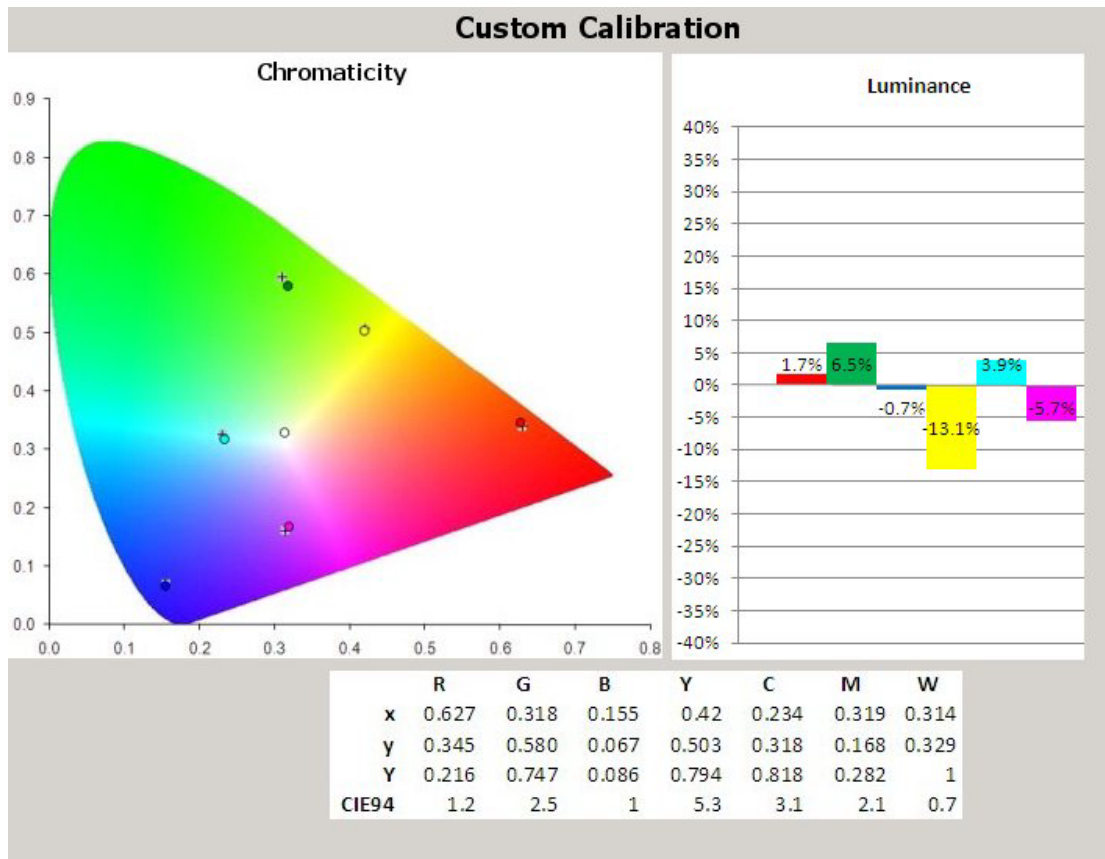 Custom Calibration
Chromaticity
0.9
0.8
0.7
0.6
0.5
0.4
0.3
0.2
0.1
0.0
0.0 0.1 0.2 0.3 0.4 0.5 0.6 0.7 0.8
Luminance
40%
35%
30%
25%
20%
15%
10%
5%
0%
-5%
-10%
-15%
-20%
-25%
-30%
-35%
-40%
1.7% 6.5% 3.9%
-0.7% -5.7%
-13.1%
R G B Y C M W
x 0.627 0.318 0.155 0.42 0.234 0.319 0.314
y 0.345 0.580 0.067 0.503 0.318 0.168 0.329
Y 0.216 0.747 0.086 0.794 0.818 0.282 1
CIE94 1.2 2.5 1 5.3 3.1 2.1 0.7